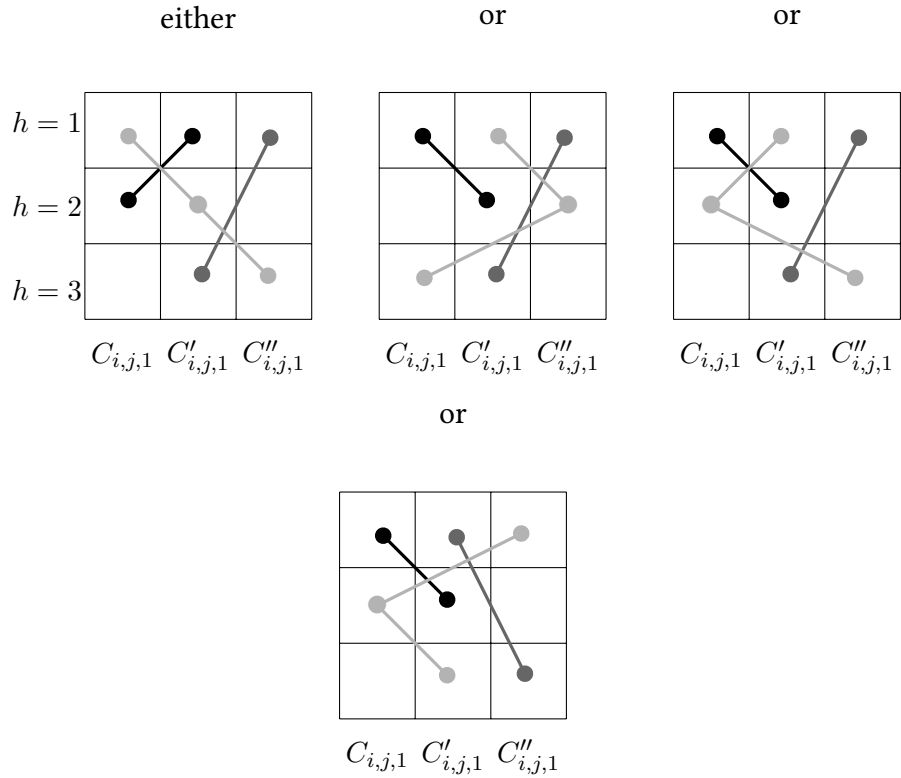 either or or
h = 1
h = 2
h = 3
C_{i,j,1} C'_{i,j,1} C''_{i,j,1} C_{i,j,1} C'_{i,j,1} C''_{i,j,1} C_{i,j,1} C'_{i,j,1} C''_{i,j,1}
or
C_{i,j,1} C'_{i,j,1} C''_{i,j,1}